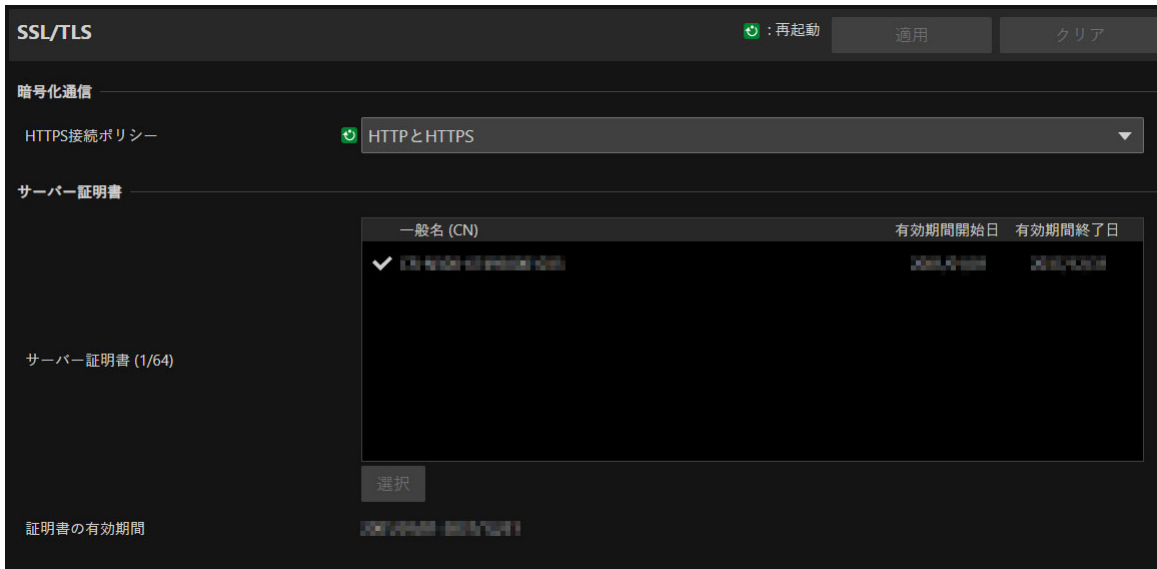 SSL/TLS
:再起動
適用
クリア
暗号化通信
HTTPS接続ポリシー
HTTPとHTTPS
サーバー証明書
一般名 (CN) 有効期間開始日 有効期間終了日
サーバー証明書 (1/64)
選択
証明書の有効期間